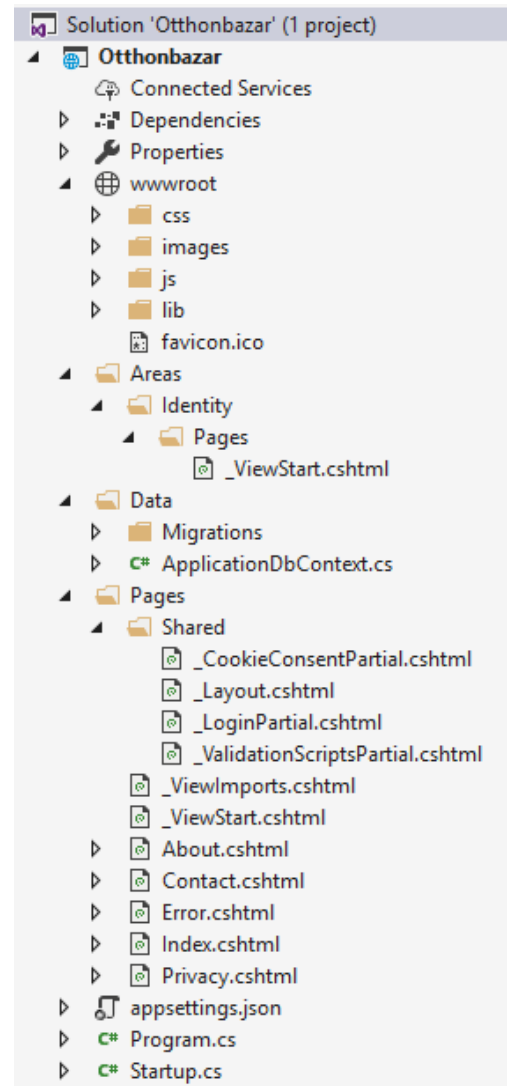 Solution 'Otthonbazar' (1 project)
Otthonbazar
Connected Services
Dependencies
Properties
wwwroot
css
images
js
lib
favicon.ico
Areas
Identity
Pages
_ViewStart.cshtml
Data
Migrations
C# ApplicationDbContext.cs
Pages
Shared
_CookieConsentPartial.cshtml
_Layout.cshtml
_LoginPartial.cshtml
_ValidationScriptsPartial.cshtml
_ViewImports.cshtml
_ViewStart.cshtml
About.cshtml
Contact.cshtml
Error.cshtml
Index.cshtml
Privacy.cshtml
appsettings.json
C# Program.cs
C# Startup.cs